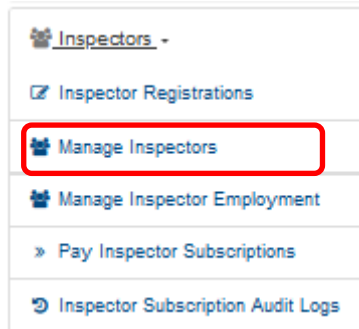 Inspectors -
Inspector Registrations
Manage Inspectors
Manage Inspector Employment
» Pay Inspector Subscriptions
Inspector Subscription Audit Logs